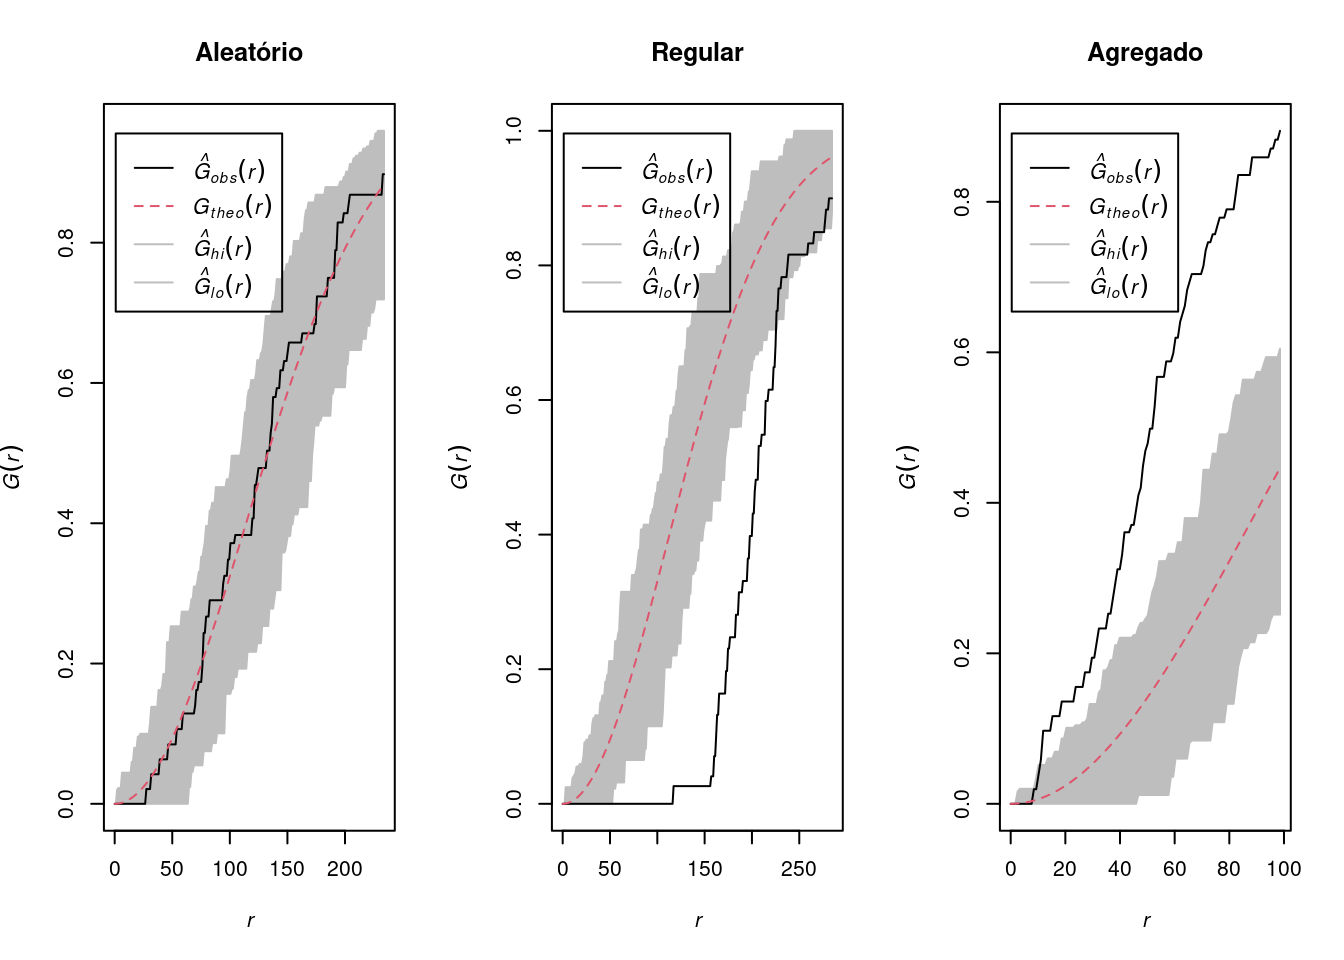 Aleatório
Ĝobs(r)
Gtheo(r)
Ĝhi(r)
Ĝlo(r)
G(r)
0.0 0.2 0.4 0.6 0.8
0 50 100 150 200
r
Regular
Ĝobs(r)
Gtheo(r)
Ĝhi(r)
Ĝlo(r)
G(r)
0.0 0.2 0.4 0.6 0.8 1.0
0 50 150 250
r
Agregado
Ĝobs(r)
Gtheo(r)
Ĝhi(r)
Ĝlo(r)
G(r)
0.0 0.2 0.4 0.6 0.8
0 20 40 60 80 100
r